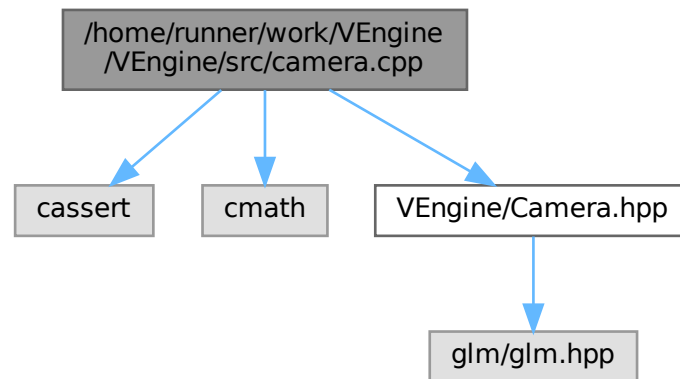 /home/runner/work/VEngine
/VEngine/src/camera.cpp
cassert
cmath
VEngine/Camera.hpp
glm/glm.hpp